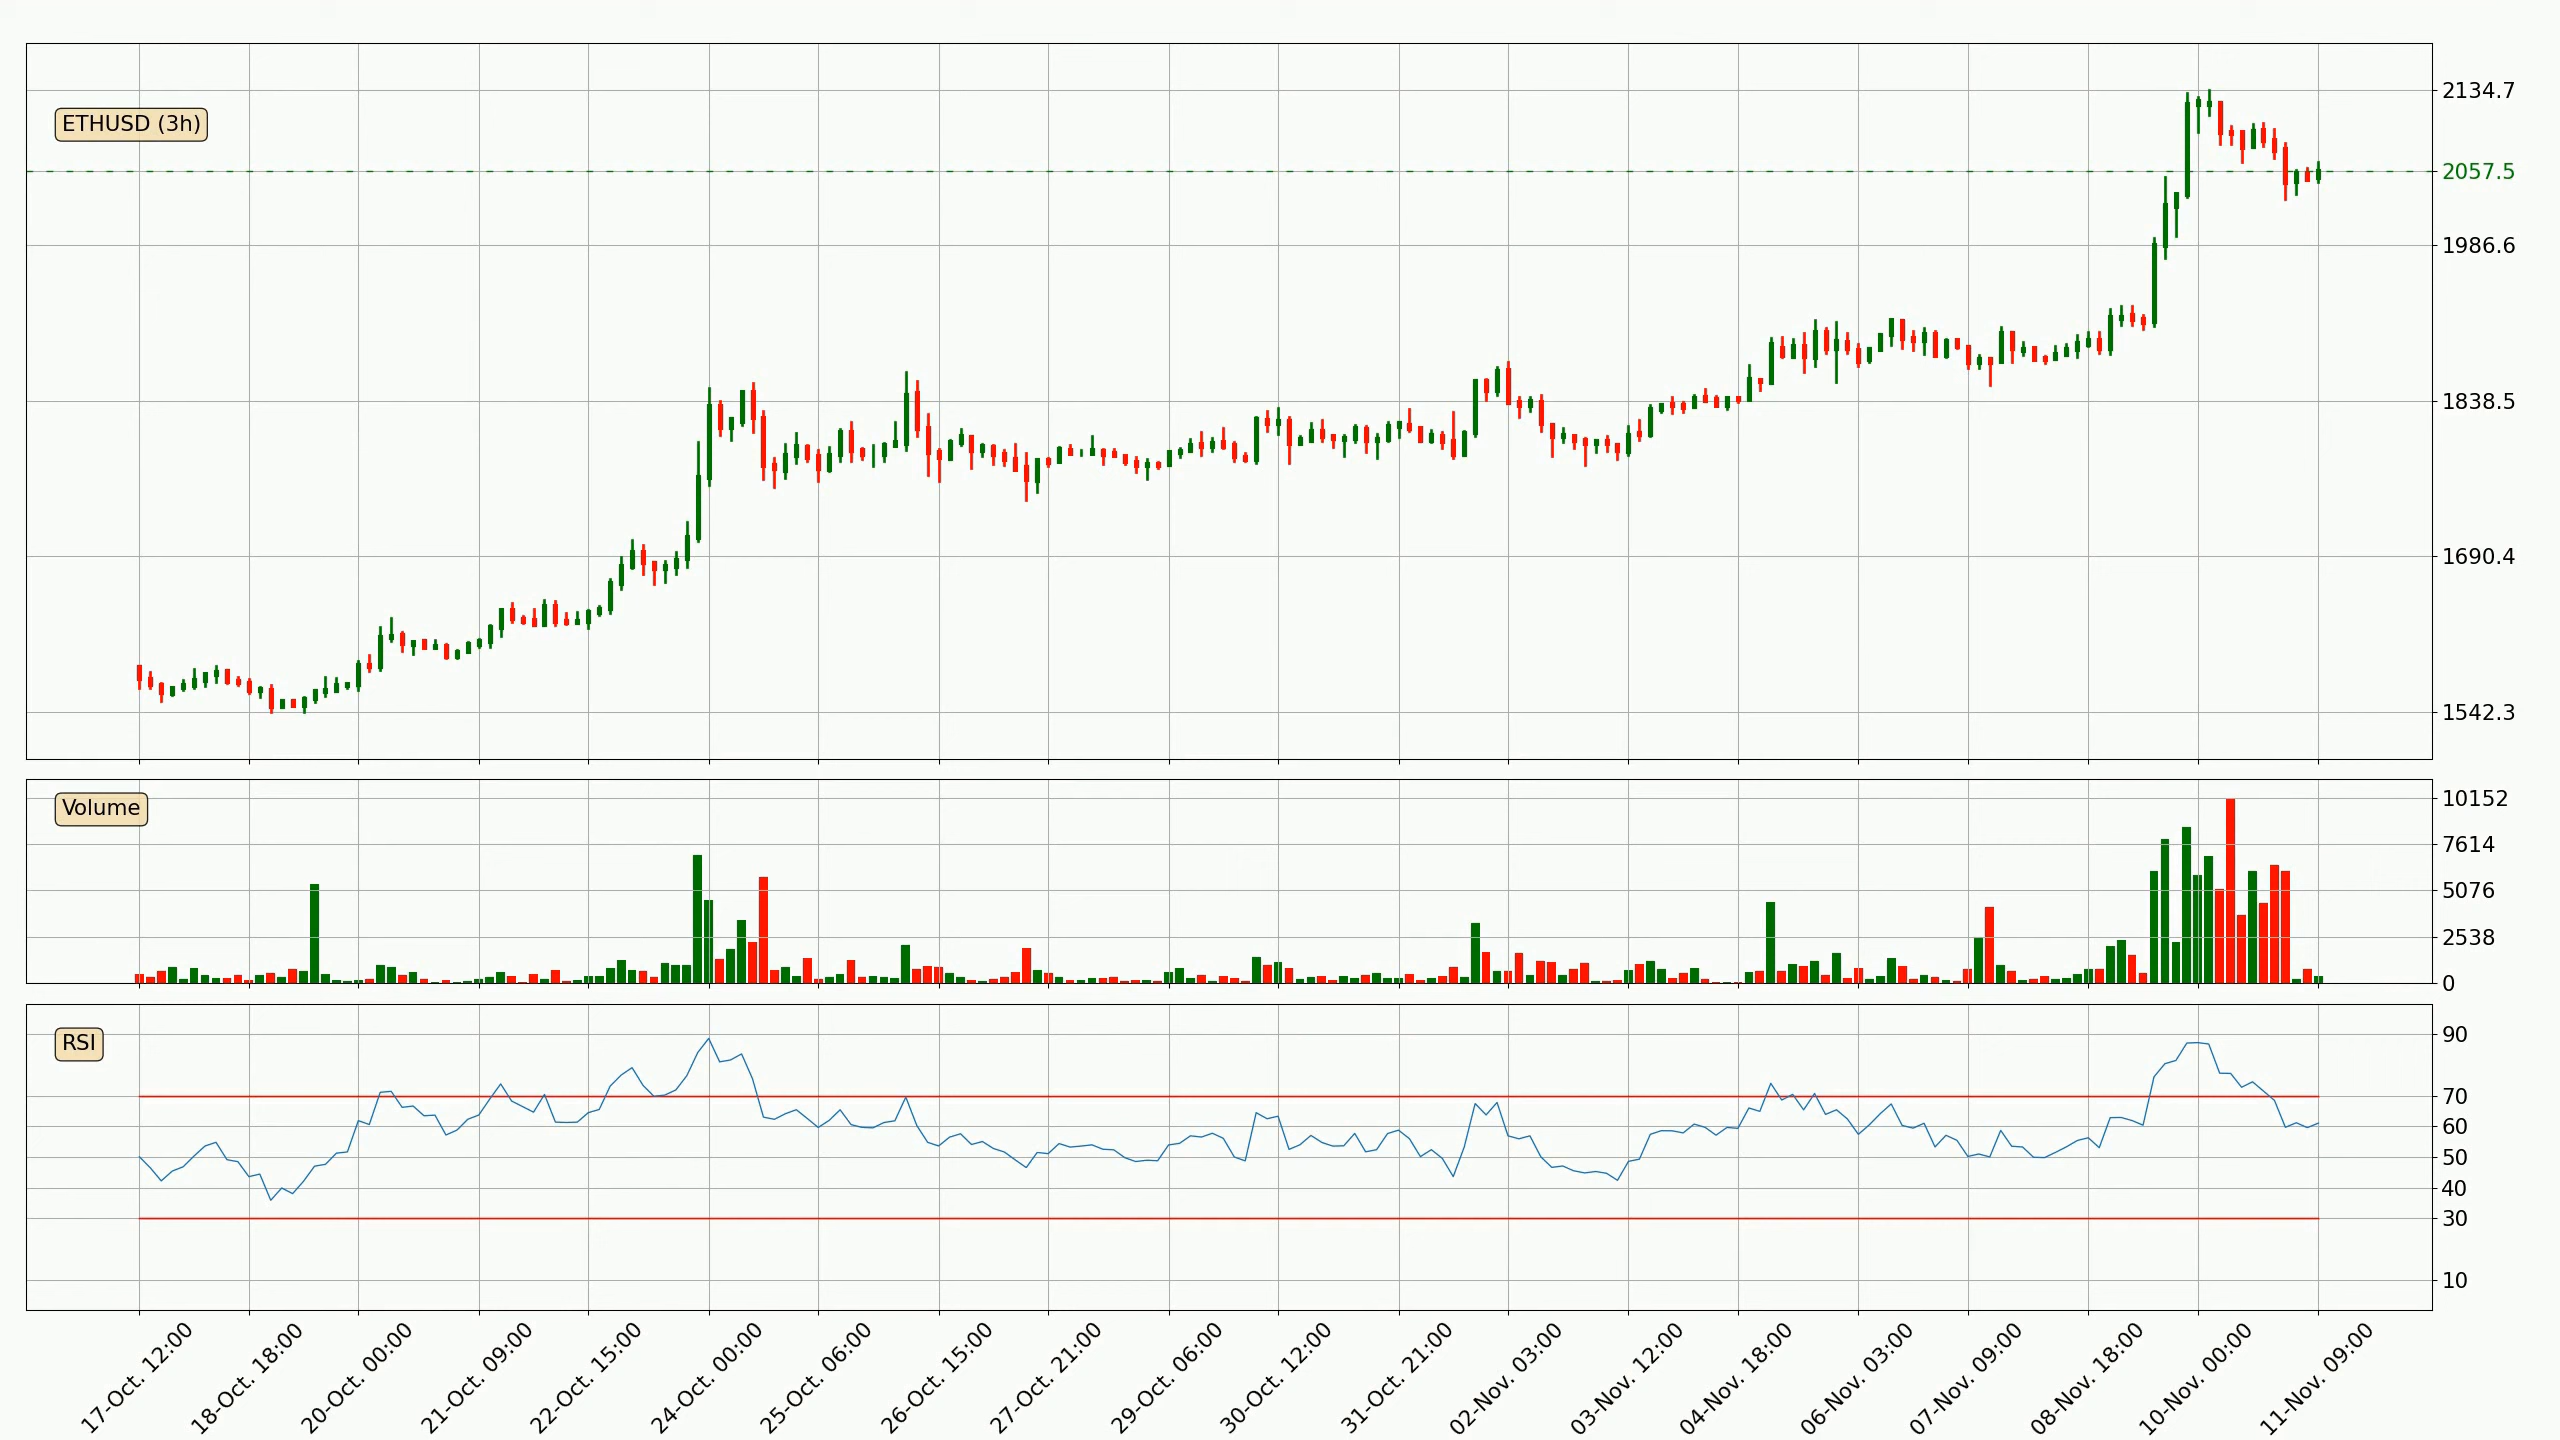 ETHUSD (3h)
2134.7
2057.5
1986.6
1838.5
1690.4
1542.3
Volume
10152
7614
5076
2538
0
RSI
90
70
60
50
40
30
10
17-Oct. 12:00
18-Oct. 18:00
20-Oct. 00:00
21-Oct. 09:00
22-Oct. 15:00
24-Oct. 00:00
25-Oct. 06:00
26-Oct. 15:00
27-Oct. 21:00
29-Oct. 06:00
30-Oct. 12:00
31-Oct. 21:00
02-Nov. 03:00
03-Nov. 12:00
04-Nov. 18:00
06-Nov. 03:00
07-Nov. 09:00
08-Nov. 18:00
10-Nov. 00:00
11-Nov. 09:00